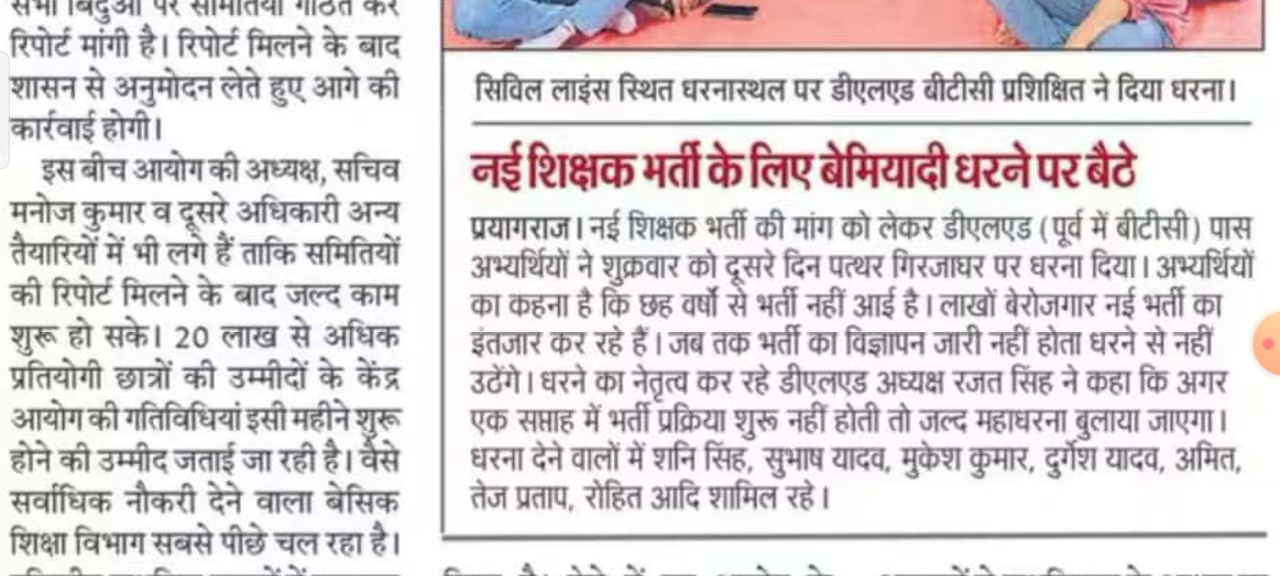 सभी बिंदुओं पर समितियां गठित कर
रिपोर्ट मांगी है। रिपोर्ट मिलने के बाद
शासन से अनुमोदन लेते हुए आगे की
कार्रवाई होगी।
इस बीच आयोग की अध्यक्ष, सचिव
मनोज कुमार व दूसरे अधिकारी अन्य
तैयारियों में भी लगे हैं ताकि समितियों
की रिपोर्ट मिलने के बाद जल्द काम
शुरू हो सके। 20 लाख से अधिक
प्रतियोगी छात्रों की उम्मीदों के केंद्र
आयोग की गतिविधियां इसी महीने शुरू
होने की उम्मीद जताई जा रही है। वैसे
सर्वाधिक नौकरी देने वाला बेसिक
शिक्षा विभाग सबसे पीछे चल रहा है।
सिविल लाइंस स्थित धरनास्थल पर डीएलएड बीटीसी प्रशिक्षित ने दिया धरना।
नई शिक्षक भर्ती के लिए बेमियादी धरने पर बैठे
प्रयागराज। नई शिक्षक भर्ती की मांग को लेकर डीएलएड (पूर्व में बीटीसी) पास
अभ्यर्थियों ने शुक्रवार को दूसरे दिन पत्थर गिरजाघर पर धरना दिया। अभ्यर्थियों
का कहना है कि छह वर्षों से भर्ती नहीं आई है। लाखों बेरोजगार नई भर्ती का
इंतजार कर रहे हैं। जब तक भर्ती का विज्ञापन जारी नहीं होता धरने से नहीं
उठेंगे। धरने का नेतृत्व कर रहे डीएलएड अध्यक्ष रजत सिंह ने कहा कि अगर
एक सप्ताह में भर्ती प्रक्रिया शुरू नहीं होती तो जल्द महाधरना बुलाया जाएगा।
धरना देने वालों में शनि सिंह, सुभाष यादव, मुकेश कुमार, दुर्गेश यादव, अमित,
तेज प्रताप, रोहित आदि शामिल रहे।